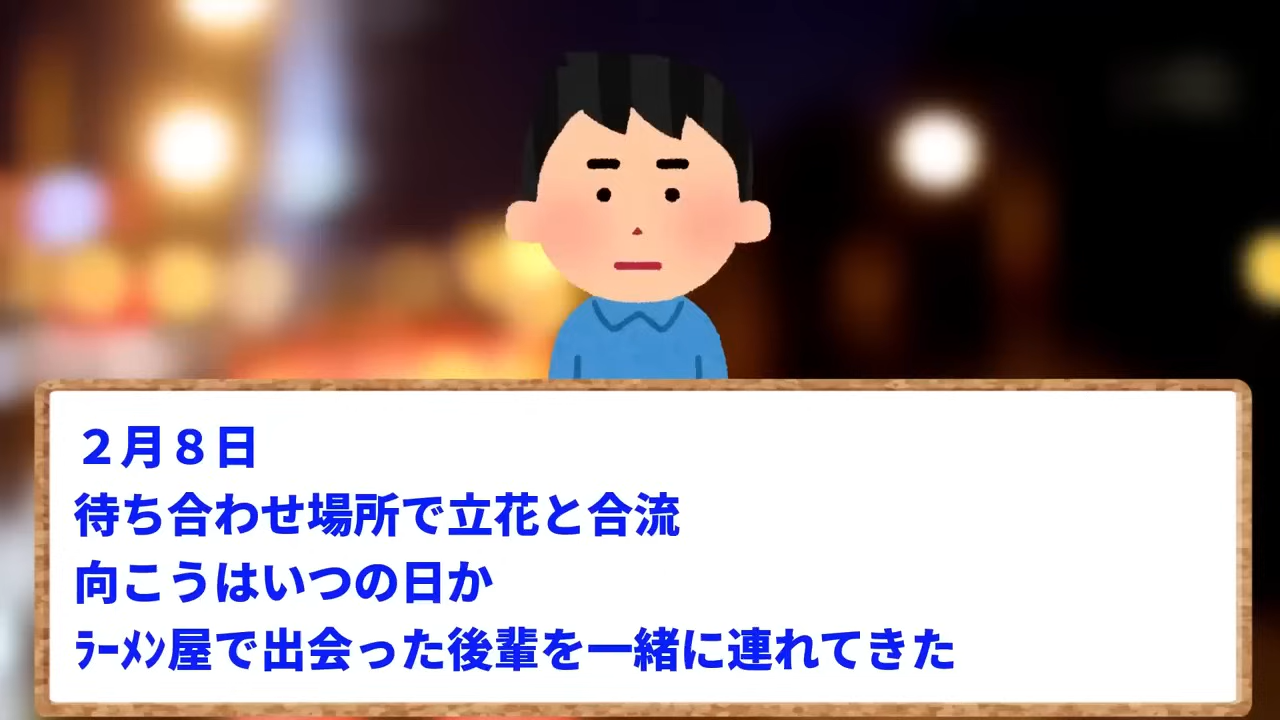 ２月８日
待ち合わせ場所で立花と合流
向こうはいつの日か
ﾗｰﾒﾝ屋で出会った後輩を一緒に連れてきた